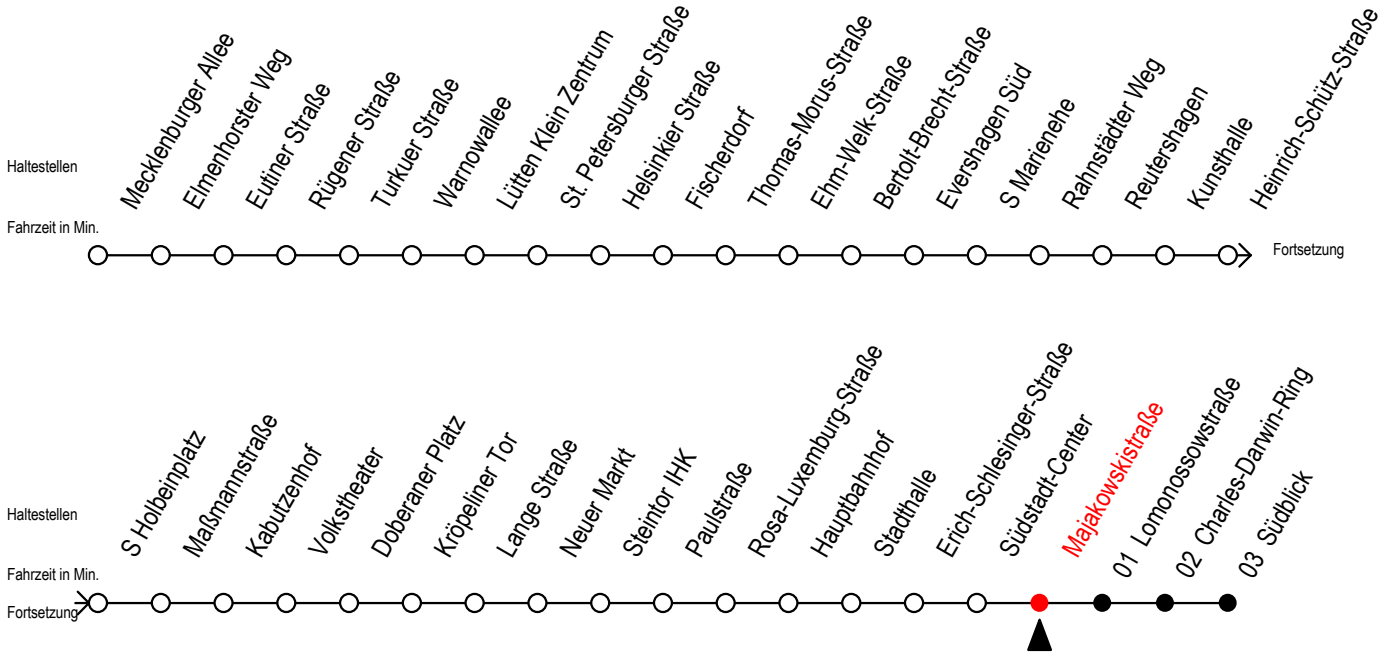 Haltestellen
Mecklenburger Allee
Elmenhorster Weg
Eutiner Straße
Rügener Straße
Turkuer Straße
Warnowallee
Lütten Klein Zentrum
St. Petersburger Straße
Helsinkier Straße
Fischerdorf
Thomas-Morus-Straße
Ehm-Welk-Straße
Bertolt-Brecht-Straße
Evershagen Süd
S Marienehe
Rahnstädter Weg
Reutershagen
Kunsthalle
Heinrich-Schütz-Straße
Fahrzeit in Min.
Fortsetzung
Haltestellen
S Holbeinplatz
Maßmannstraße
Kabutzenhof
Volkstheater
Doberaner Platz
Kröpeliner Tor
Lange Straße
Neuer Markt
Steintor IHK
Paulstraße
Rosa-Luxemburg-Straße
Hauptbahnhof
Stadthalle
Erich-Schlesinger-Straße
Südstadt-Center
Majakowskistraße
01 Lomonossowstraße
02 Charles-Darwin-Ring
03 Südblick
Fahrzeit in Min.
Fortsetzung